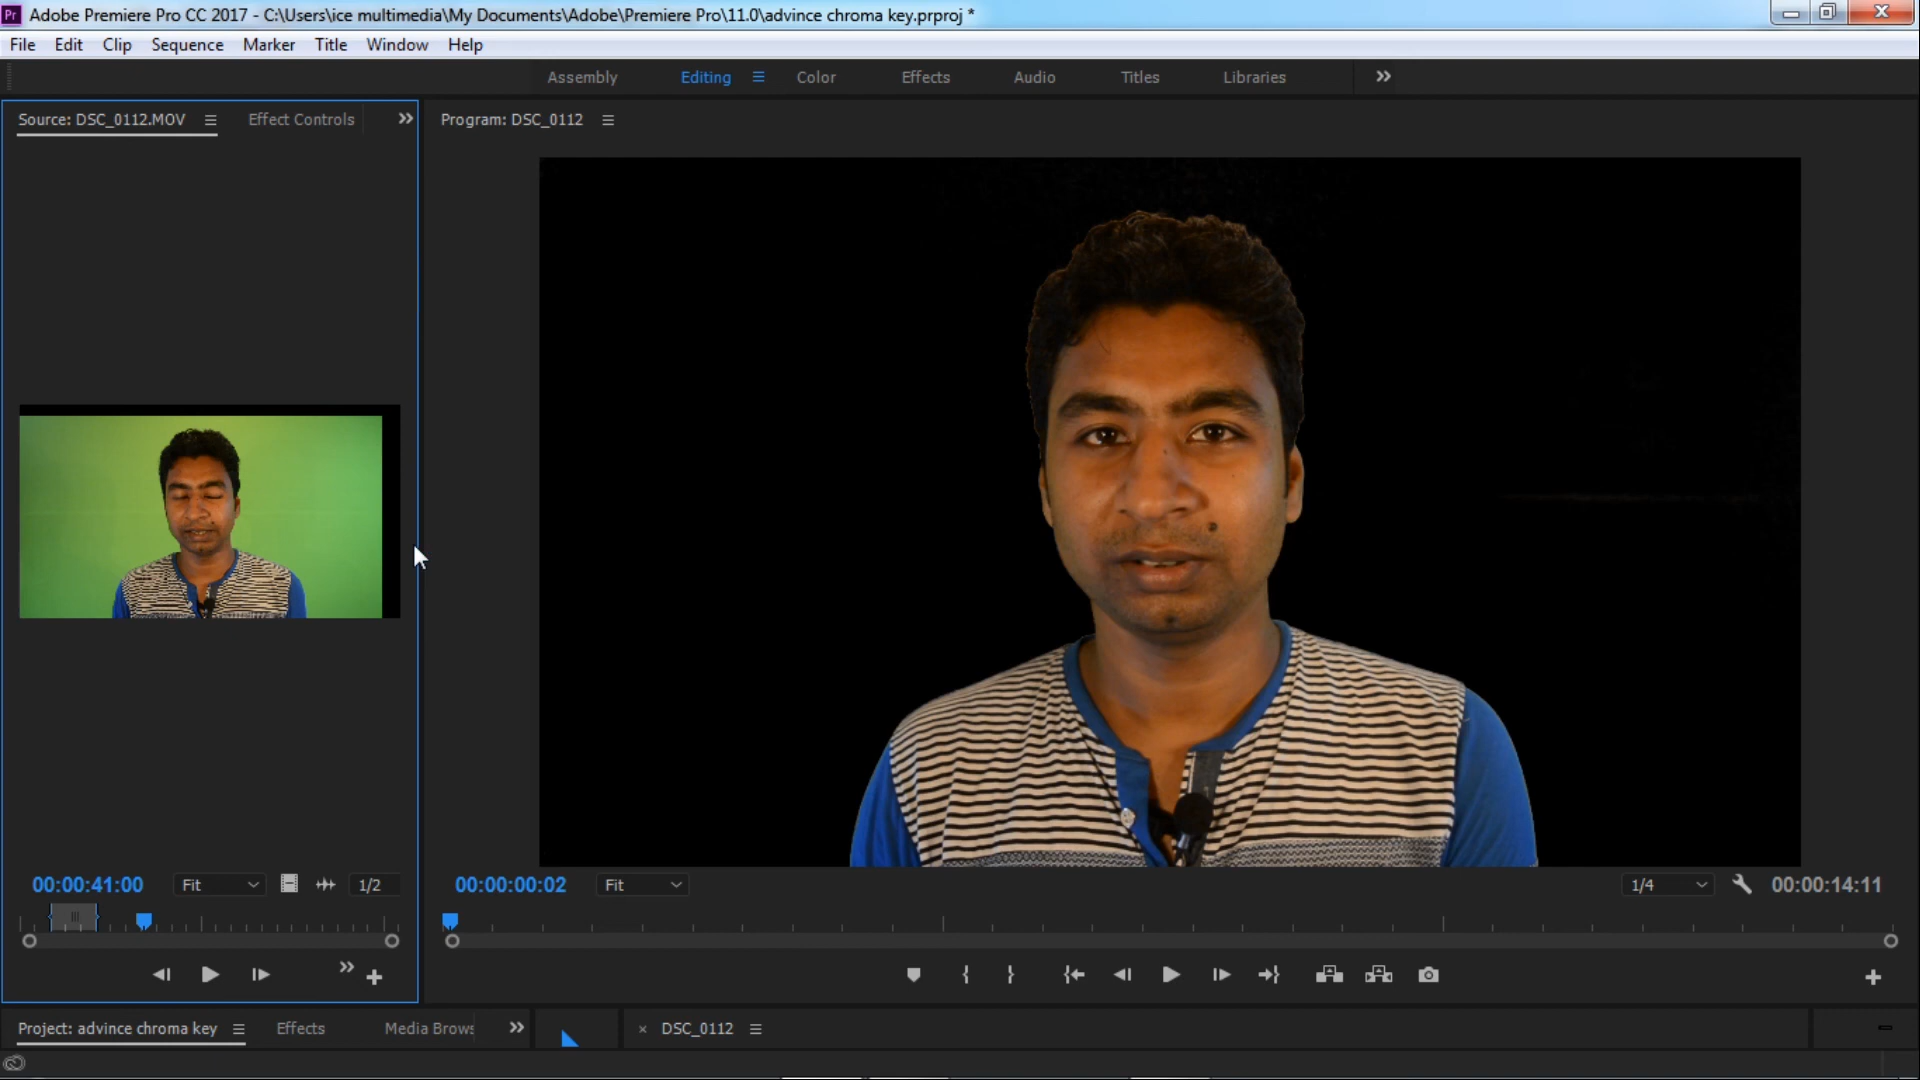 Pr Adobe Premiere Pro CC 2017 - C:\Users\ice multimedia\My Documents\Adobe\Premiere Pro\11.0\advince chroma key.prproj *
File Edit Clip Sequence Marker Title Window Help
Assembly Editing Color Effects Audio Titles Libraries
Source: DSC_0112.MOV Effect Controls Program: DSC_0112
00:00:41:00 Fit 1/2 00:00:00:02 Fit 1/4 00:00:14:11
Project: advince chroma key Effects Media Brows × DSC_0112